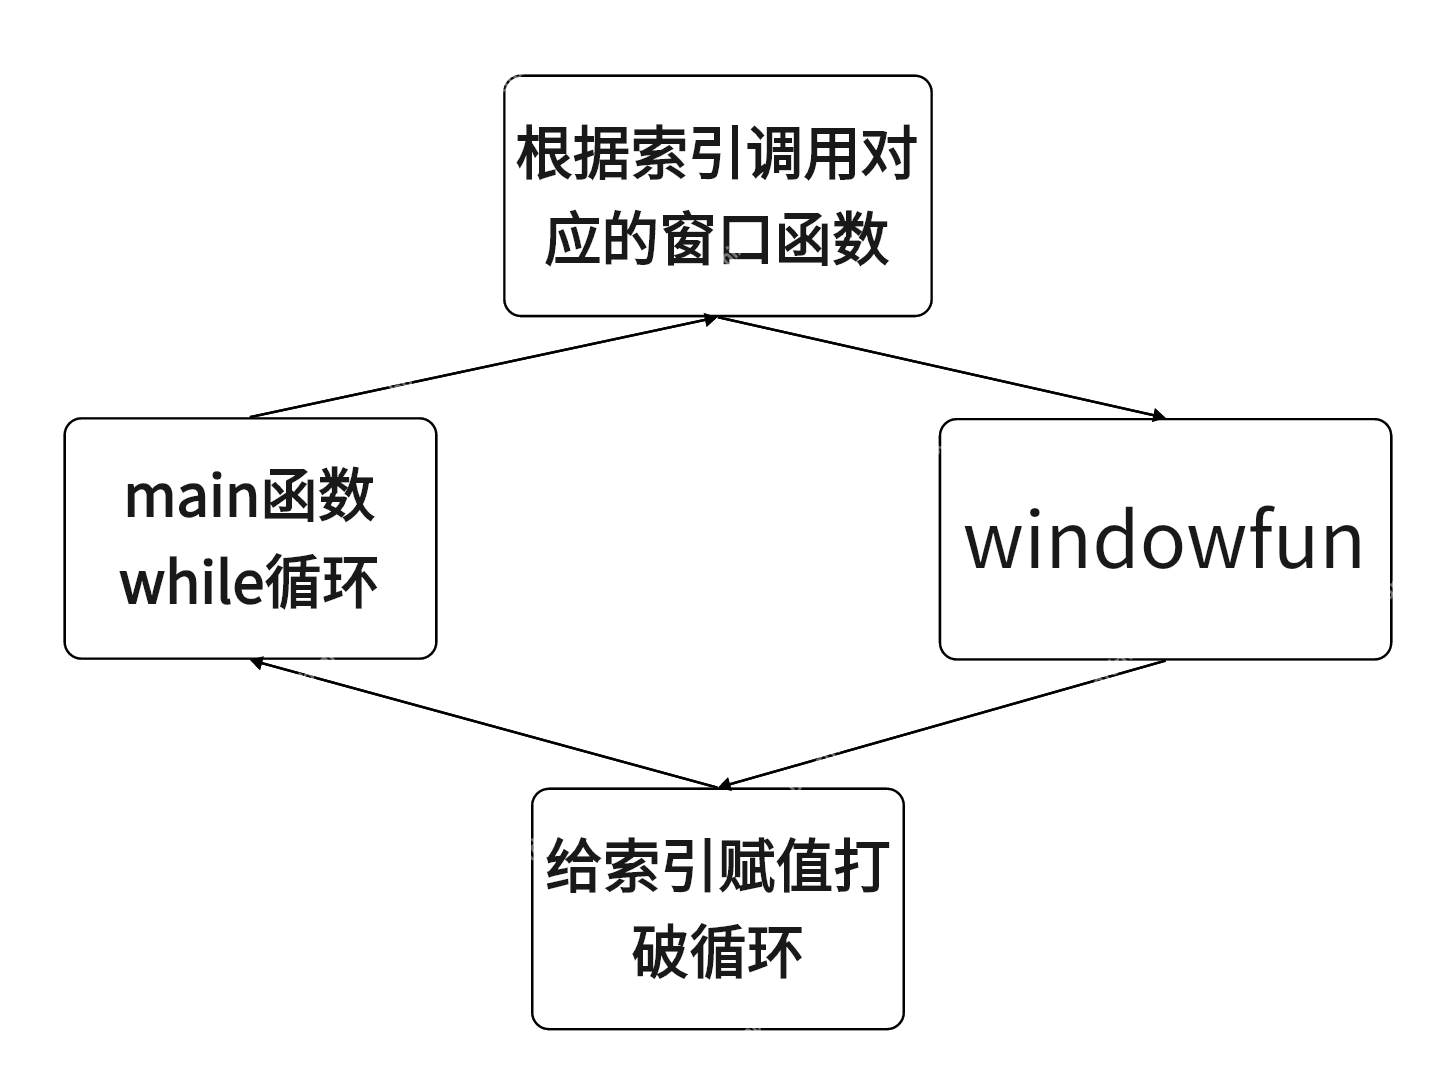 根据索引调用对
应的窗口函数
main函数
while循环
windowfun
给索引赋值打
破循环